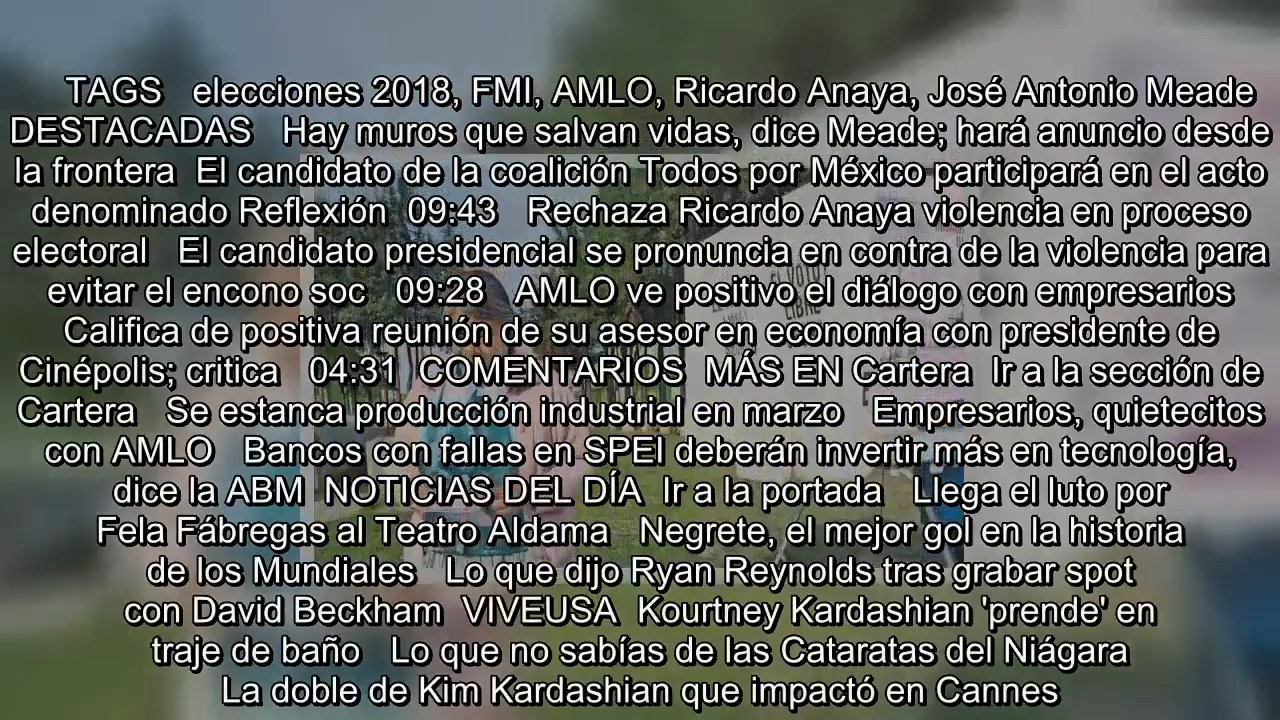 TAGS elecciones 2018, FMI, AMLO, Ricardo Anaya, José Antonio Meade
DESTACADAS Hay muros que salvan vidas, dice Meade; hará anuncio desde
la frontera El candidato de la coalición Todos por México participará en el acto
denominado Reflexión 09:43 Rechaza Ricardo Anaya violencia en proceso
electoral El candidato presidencial se pronuncia en contra de la violencia para
evitar el encono soc 09:28 AMLO ve positivo el diálogo con empresarios
Califica de positiva reunión de su asesor en economía con presidente de
Cinépolis; critica 04:31 COMENTARIOS MÁS EN Cartera Ir a la sección de
Cartera Se estanca producción industrial en marzo Empresarios, quietecitos
con AMLO Bancos con fallas en SPEI deberán invertir más en tecnología,
dice la ABM NOTICIAS DEL DÍA Ir a la portada Llega el luto por
Fela Fábregas al Teatro Aldama Negrete, el mejor gol en la historia
de los Mundiales Lo que dijo Ryan Reynolds tras grabar spot
con David Beckham VIVEUSA Kourtney Kardashian 'prende' en
traje de baño Lo que no sabías de las Cataratas del Niágara
La doble de Kim Kardashian que impactó en Cannes